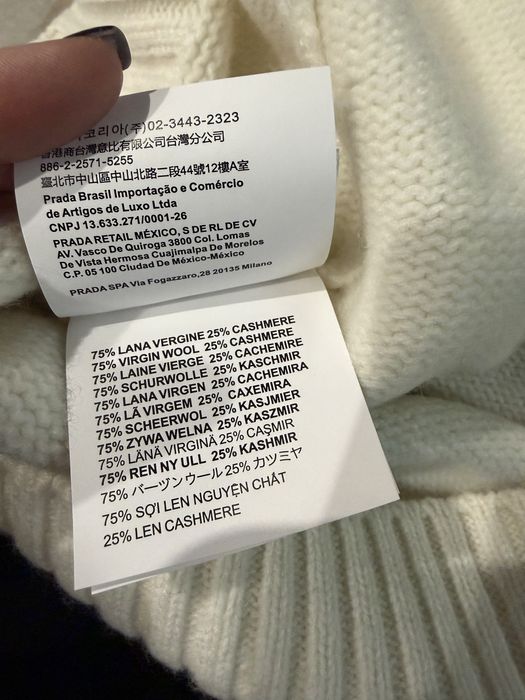 코리아(주)02-3443-2323
香港商台灣意比有限公司台灣分公司
886-2-2571-5255
臺北市中山區中山北路二段44號12樓A室
Prada Brasil Importação e Comércio
de Artigos de Luxo Ltda
CNPJ 13.633.271/0001-26
PRADA RETAIL MÉXICO, S DE RL DE CV
AV. Vasco De Quiroga 3800 Col. Lomas
De Vista Hermosa Cuajimalpa De Morelos
C.P. 05 100 Ciudad De México-México
PRADA SPA Via Fogazzaro,28 20135 Milano
75% LANA VERGINE 25% CASHMERE
75% VIRGIN WOOL 25% CASHMERE
75% LAINE VIERGE 25% CACHEMIRE
75% SCHURWOLLE 25% KASCHMIR
75% LANA VIRGEN 25% CACHEMIRA
75% LÃ VIRGEM 25% CAXEMIRA
75% SCHEERWOL 25% KASJMIER
75% ZYWA WELNA 25% KASZMIR
75% LÂNĂ VIRGINĂ 25% CAŞMIR
75% REN NY ULL 25% KASHMIR
75% バーヅンウール 25% カツミヤ
75% SỢI LEN NGUYÊN CHẤT
25% LEN CASHMERE